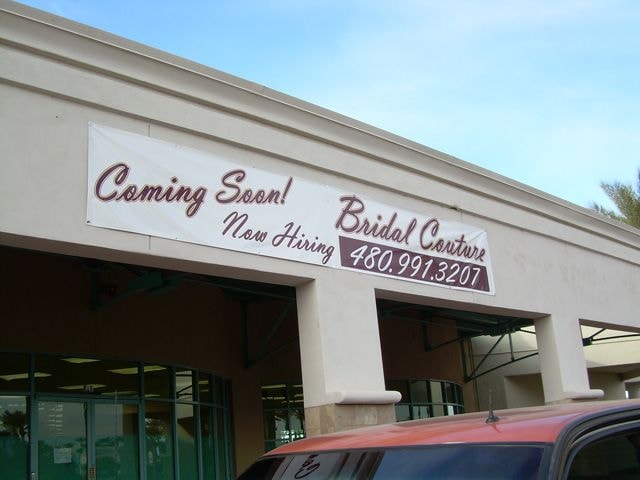 Coming Soon!
Now Hiring
Bridal Couture
480.991.3207